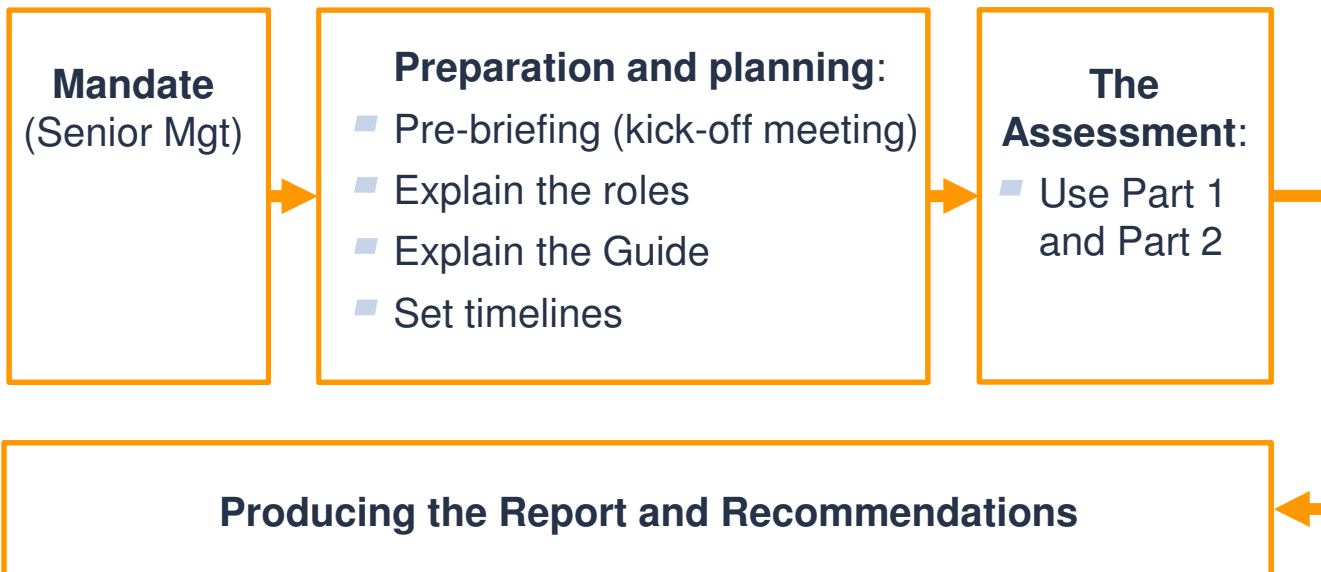 Mandate
(Senior Mgt)
Preparation and planning:
Pre-briefing (kick-off meeting)
Explain the roles
Explain the Guide
Set timelines
The
Assessment:
Use Part 1
and Part 2
Producing the Report and Recommendations